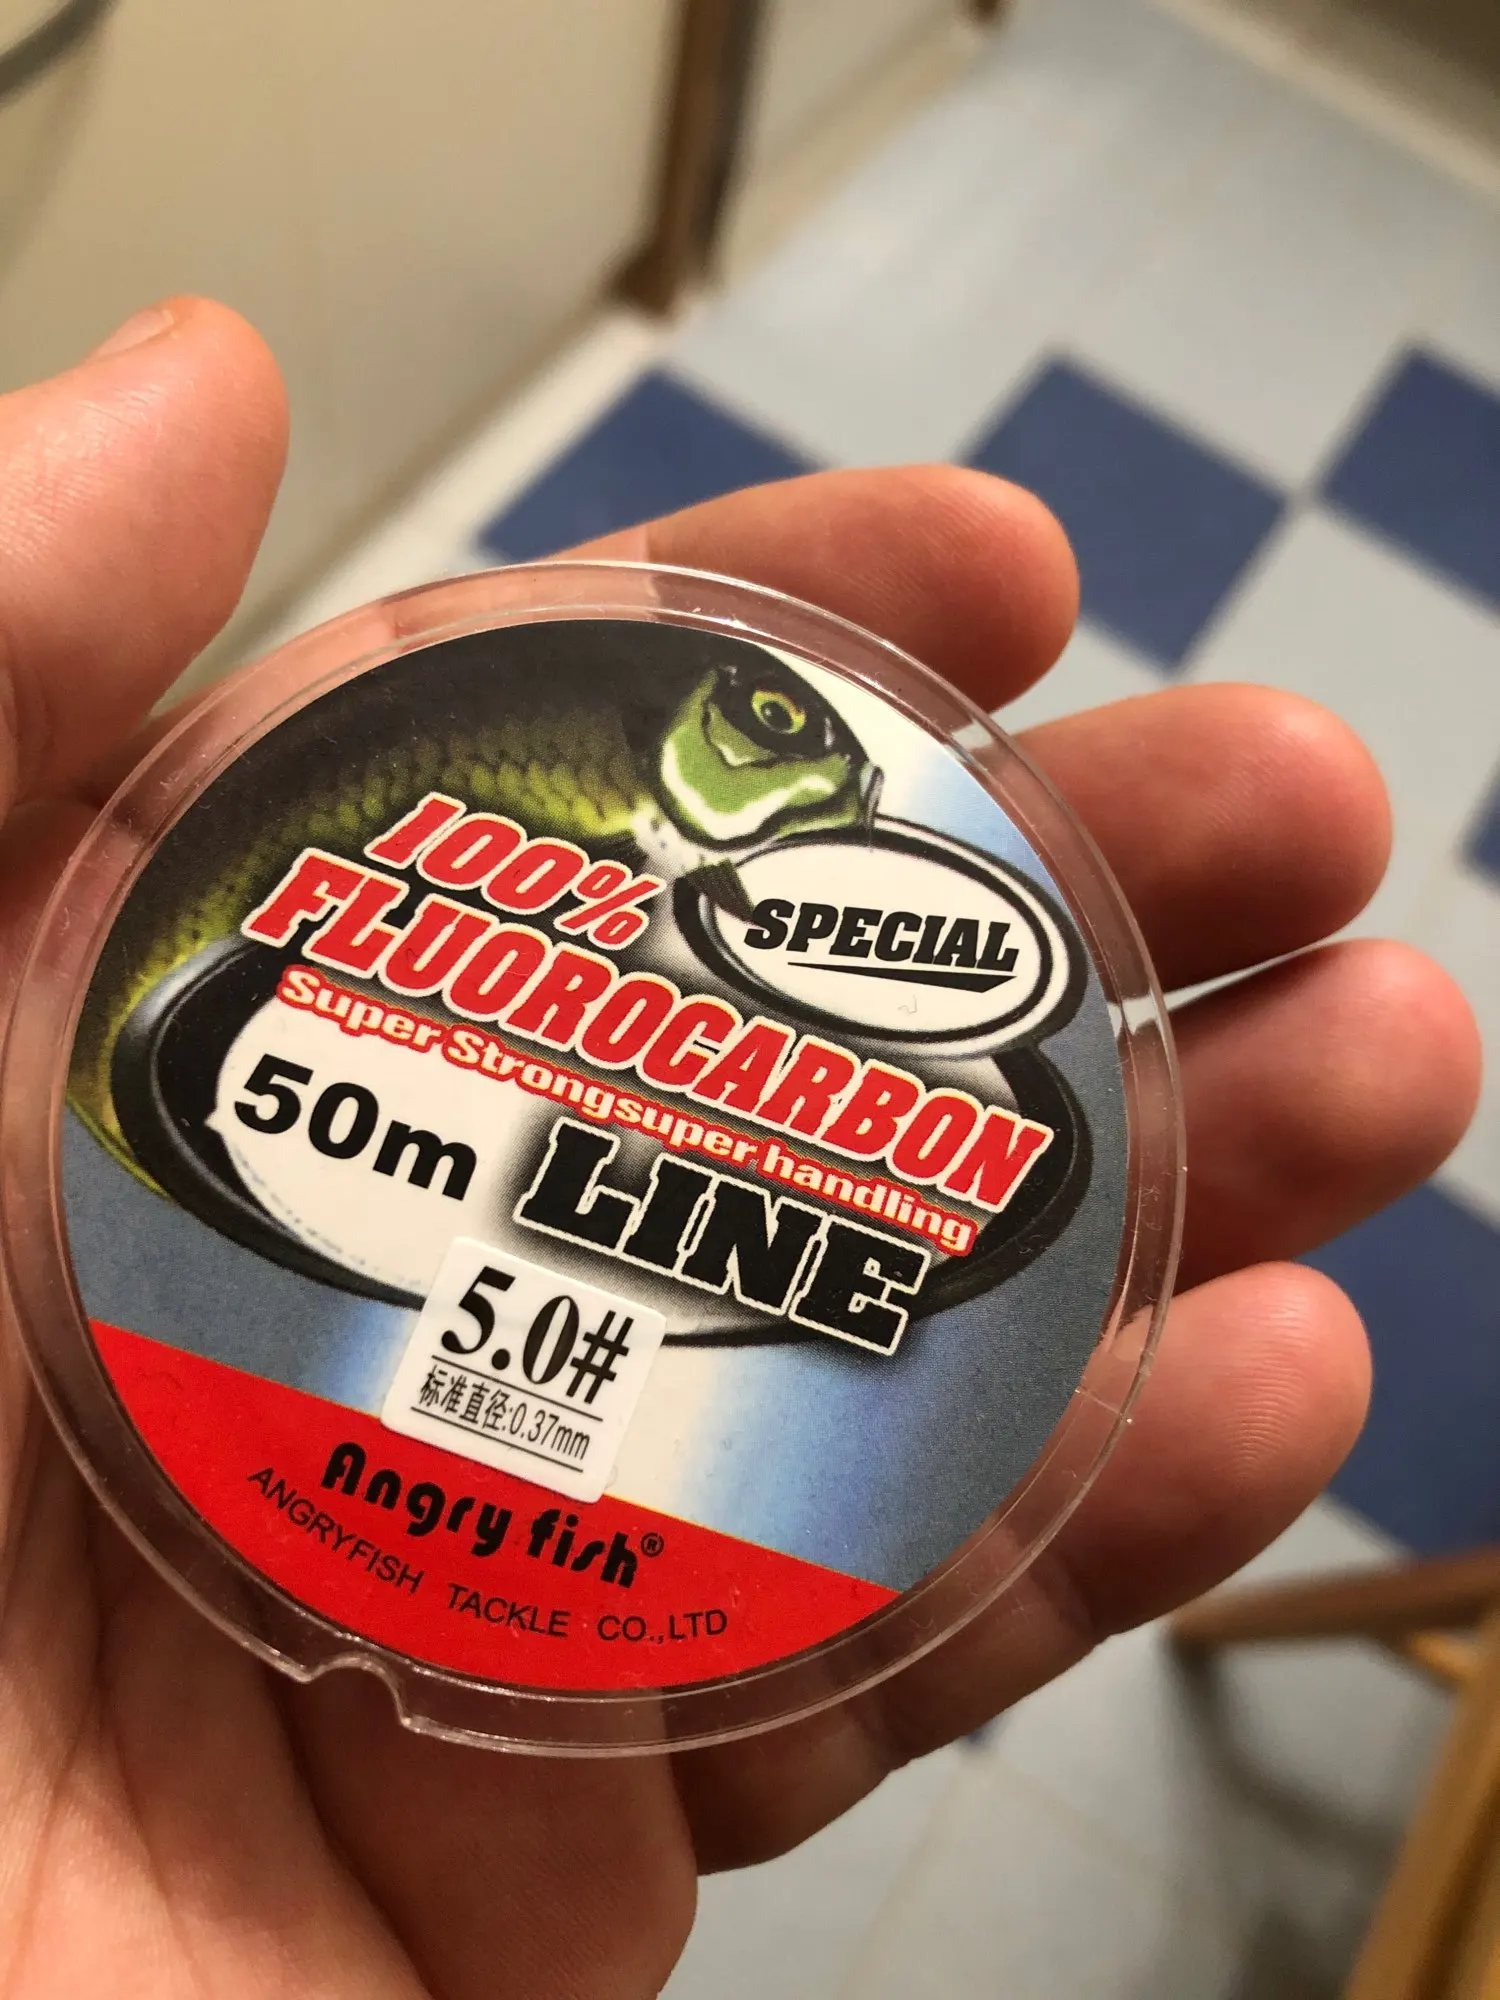 100%
FLUOROCARBON
SPECIAL
Super Strongsuper handling
50m
LINE
5.0#
标准直径:0.37mm
Angry fish®
ANGRYFISH TACKLE CO.,LTD